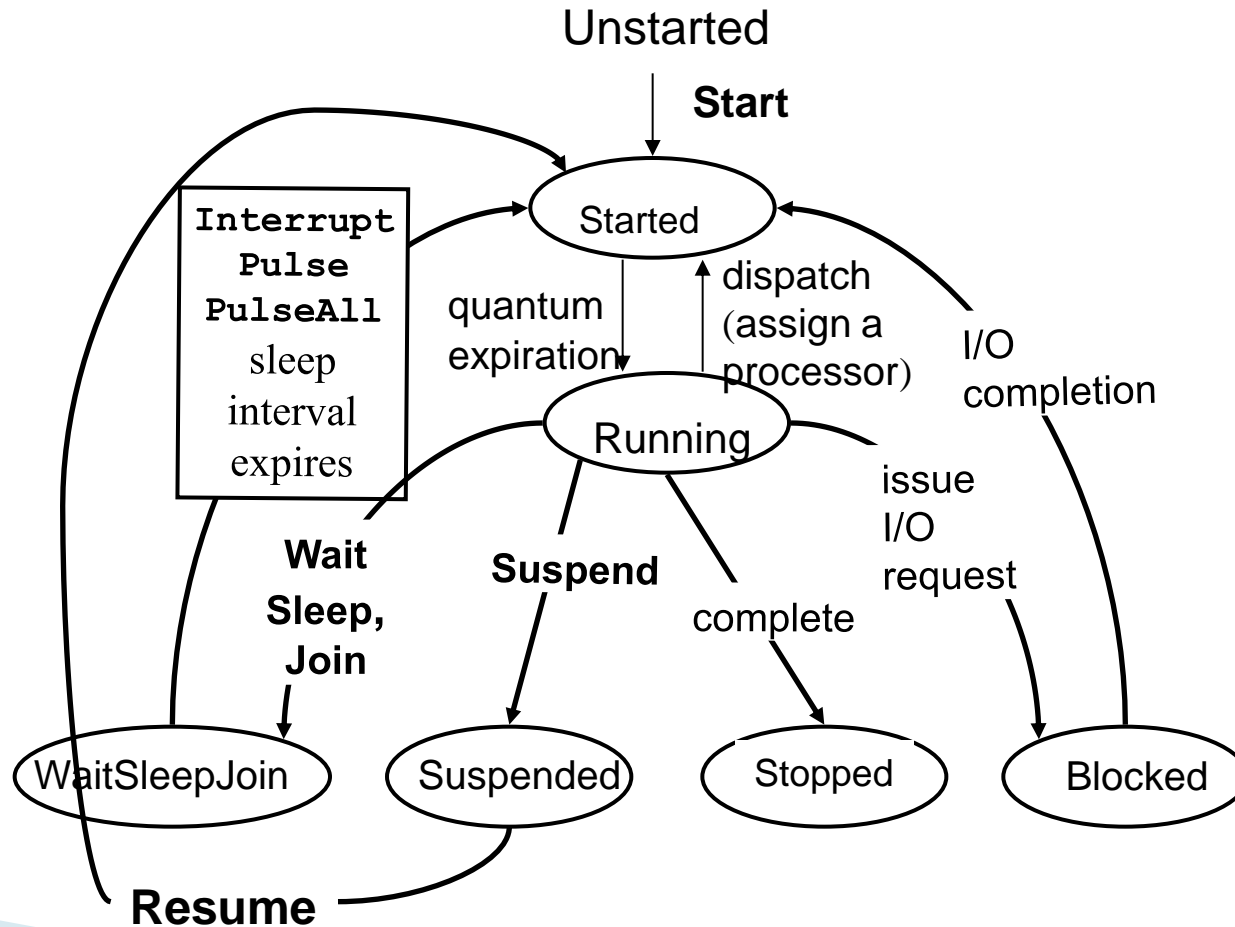 Unstarted
Start
Started
Interrupt
Pulse
PulseAll
sleep
interval
expires
quantum
expiration
dispatch
(assign a
processor)
I/O
completion
Running
issue
I/O
request
Wait
Sleep,
Join
Suspend
complete
WaitSleepJoin
Suspended
Stopped
Blocked
Resume